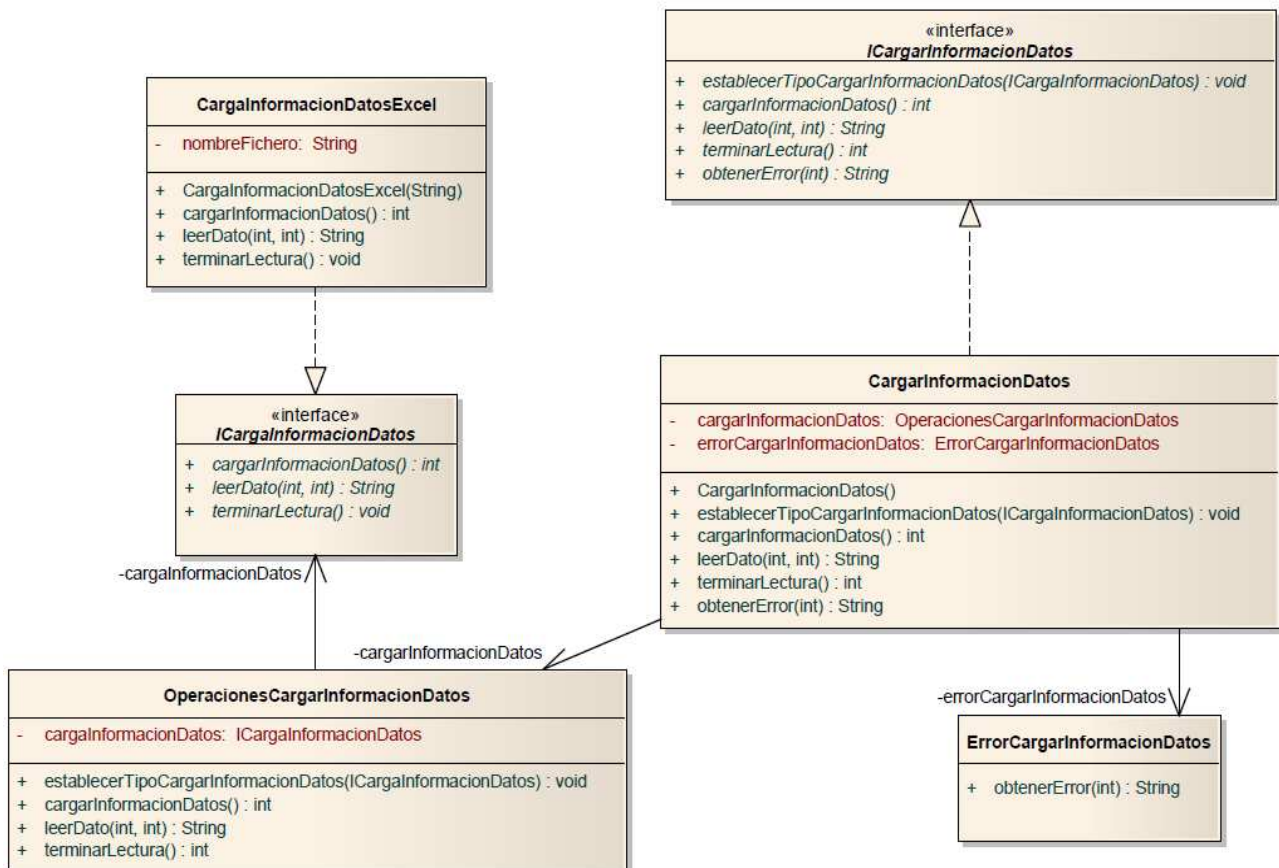 «interface»
ICargarInformacionDatos
+ establecerTipoCargarInformacionDatos(ICargaInformacionDatos) : void
+ cargarInformacionDatos() : int
+ leerDato(int, int) : String
+ terminarLectura() : int
+ obtenerError(int) : String
CargaInformacionDatosExcel
- nombreFichero: String
+ CargaInformacionDatosExcel(String)
+ cargarInformacionDatos() : int
+ leerDato(int, int) : String
+ terminarLectura() : void
«interface»
ICargaInformacionDatos
+ cargarInformacionDatos() : int
+ leerDato(int, int) : String
+ terminarLectura() : void
CargarInformacionDatos
- cargarInformacionDatos: OperacionesCargarInformacionDatos
- errorCargarInformacionDatos: ErrorCargarInformacionDatos
+ CargarInformacionDatos()
+ establecerTipoCargarInformacionDatos(ICargaInformacionDatos) : void
+ cargarInformacionDatos() : int
+ leerDato(int, int) : String
+ terminarLectura() : int
+ obtenerError(int) : String
-cargaInformacionDatos
-cargarInformacionDatos
OperacionesCargarInformacionDatos
- cargaInformacionDatos: ICargaInformacionDatos
+ establecerTipoCargarInformacionDatos(ICargaInformacionDatos) : void
+ cargarInformacionDatos() : int
+ leerDato(int, int) : String
+ terminarLectura() : int
-errorCargarInformacionDatos
ErrorCargarInformacionDatos
+ obtenerError(int) : String